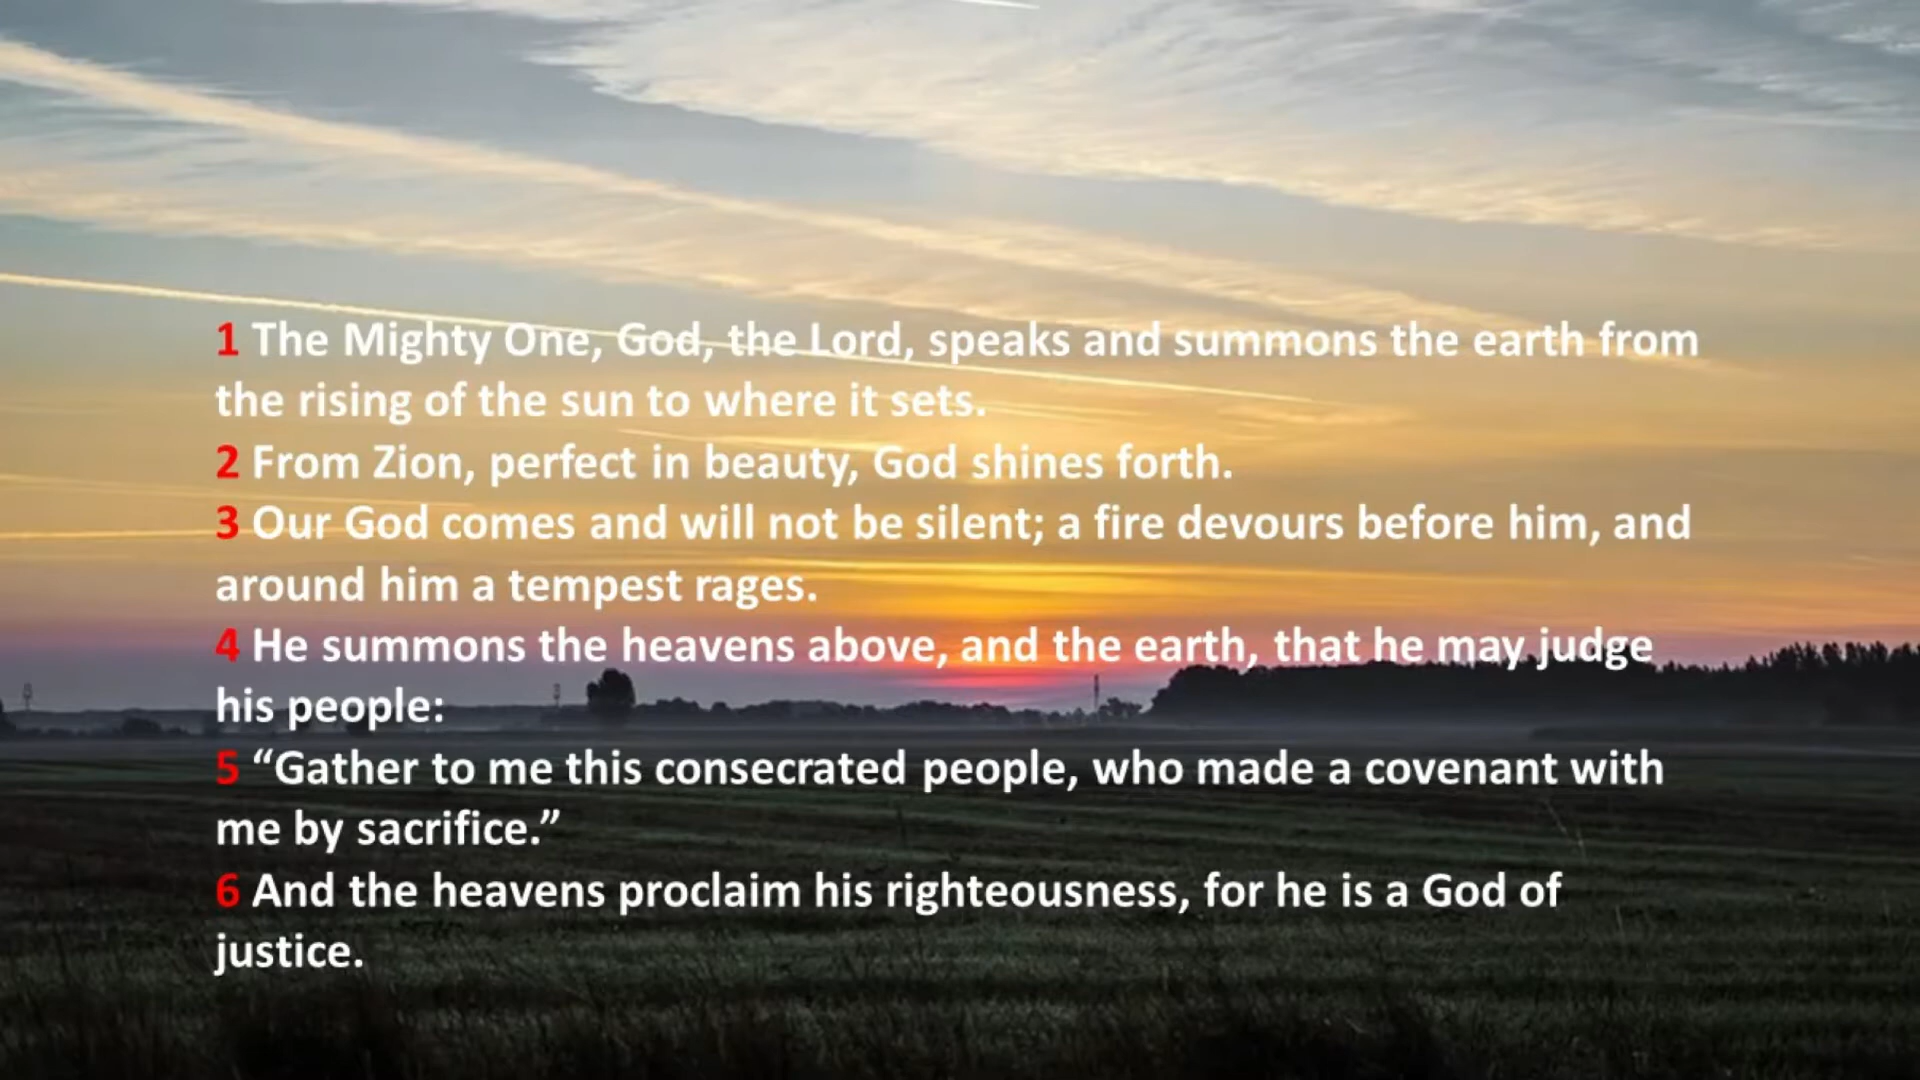 1 The Mighty One, God, the Lord, speaks and summons the earth from
the rising of the sun to where it sets.
2 From Zion, perfect in beauty, God shines forth.
3 Our God comes and will not be silent; a fire devours before him, and
around him a tempest rages.
4 He summons the heavens above, and the earth, that he may judge
his people:
5 “Gather to me this consecrated people, who made a covenant with
me by sacrifice.”
6 And the heavens proclaim his righteousness, for he is a God of
justice.